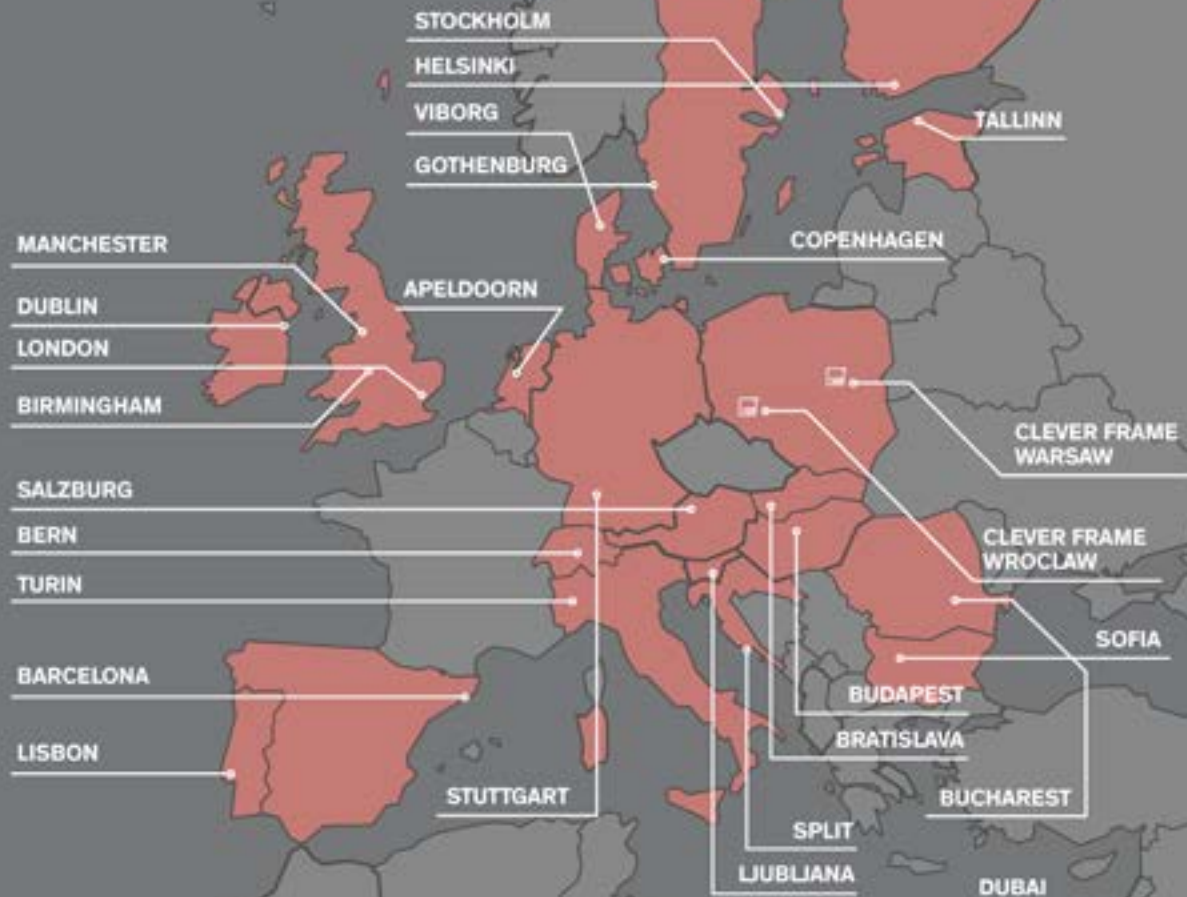 STOCKHOLM
HELSINKI
VIBORG
TALLINN
GOTHENBURG
MANCHESTER
COPENHAGEN
APELDOORN
DUBLIN
LONDON
BIRMINGHAM
CLEVER FRAME
WARSAW
SALZBURG
BERN
CLEVER FRAME
WROCLAW
TURIN
SOFIA
BARCELONA
BUDAPEST
BRATISLAVA
LISBON
STUTTGART
BUCHAREST
SPLIT
LJUBLJANA
DUBAI